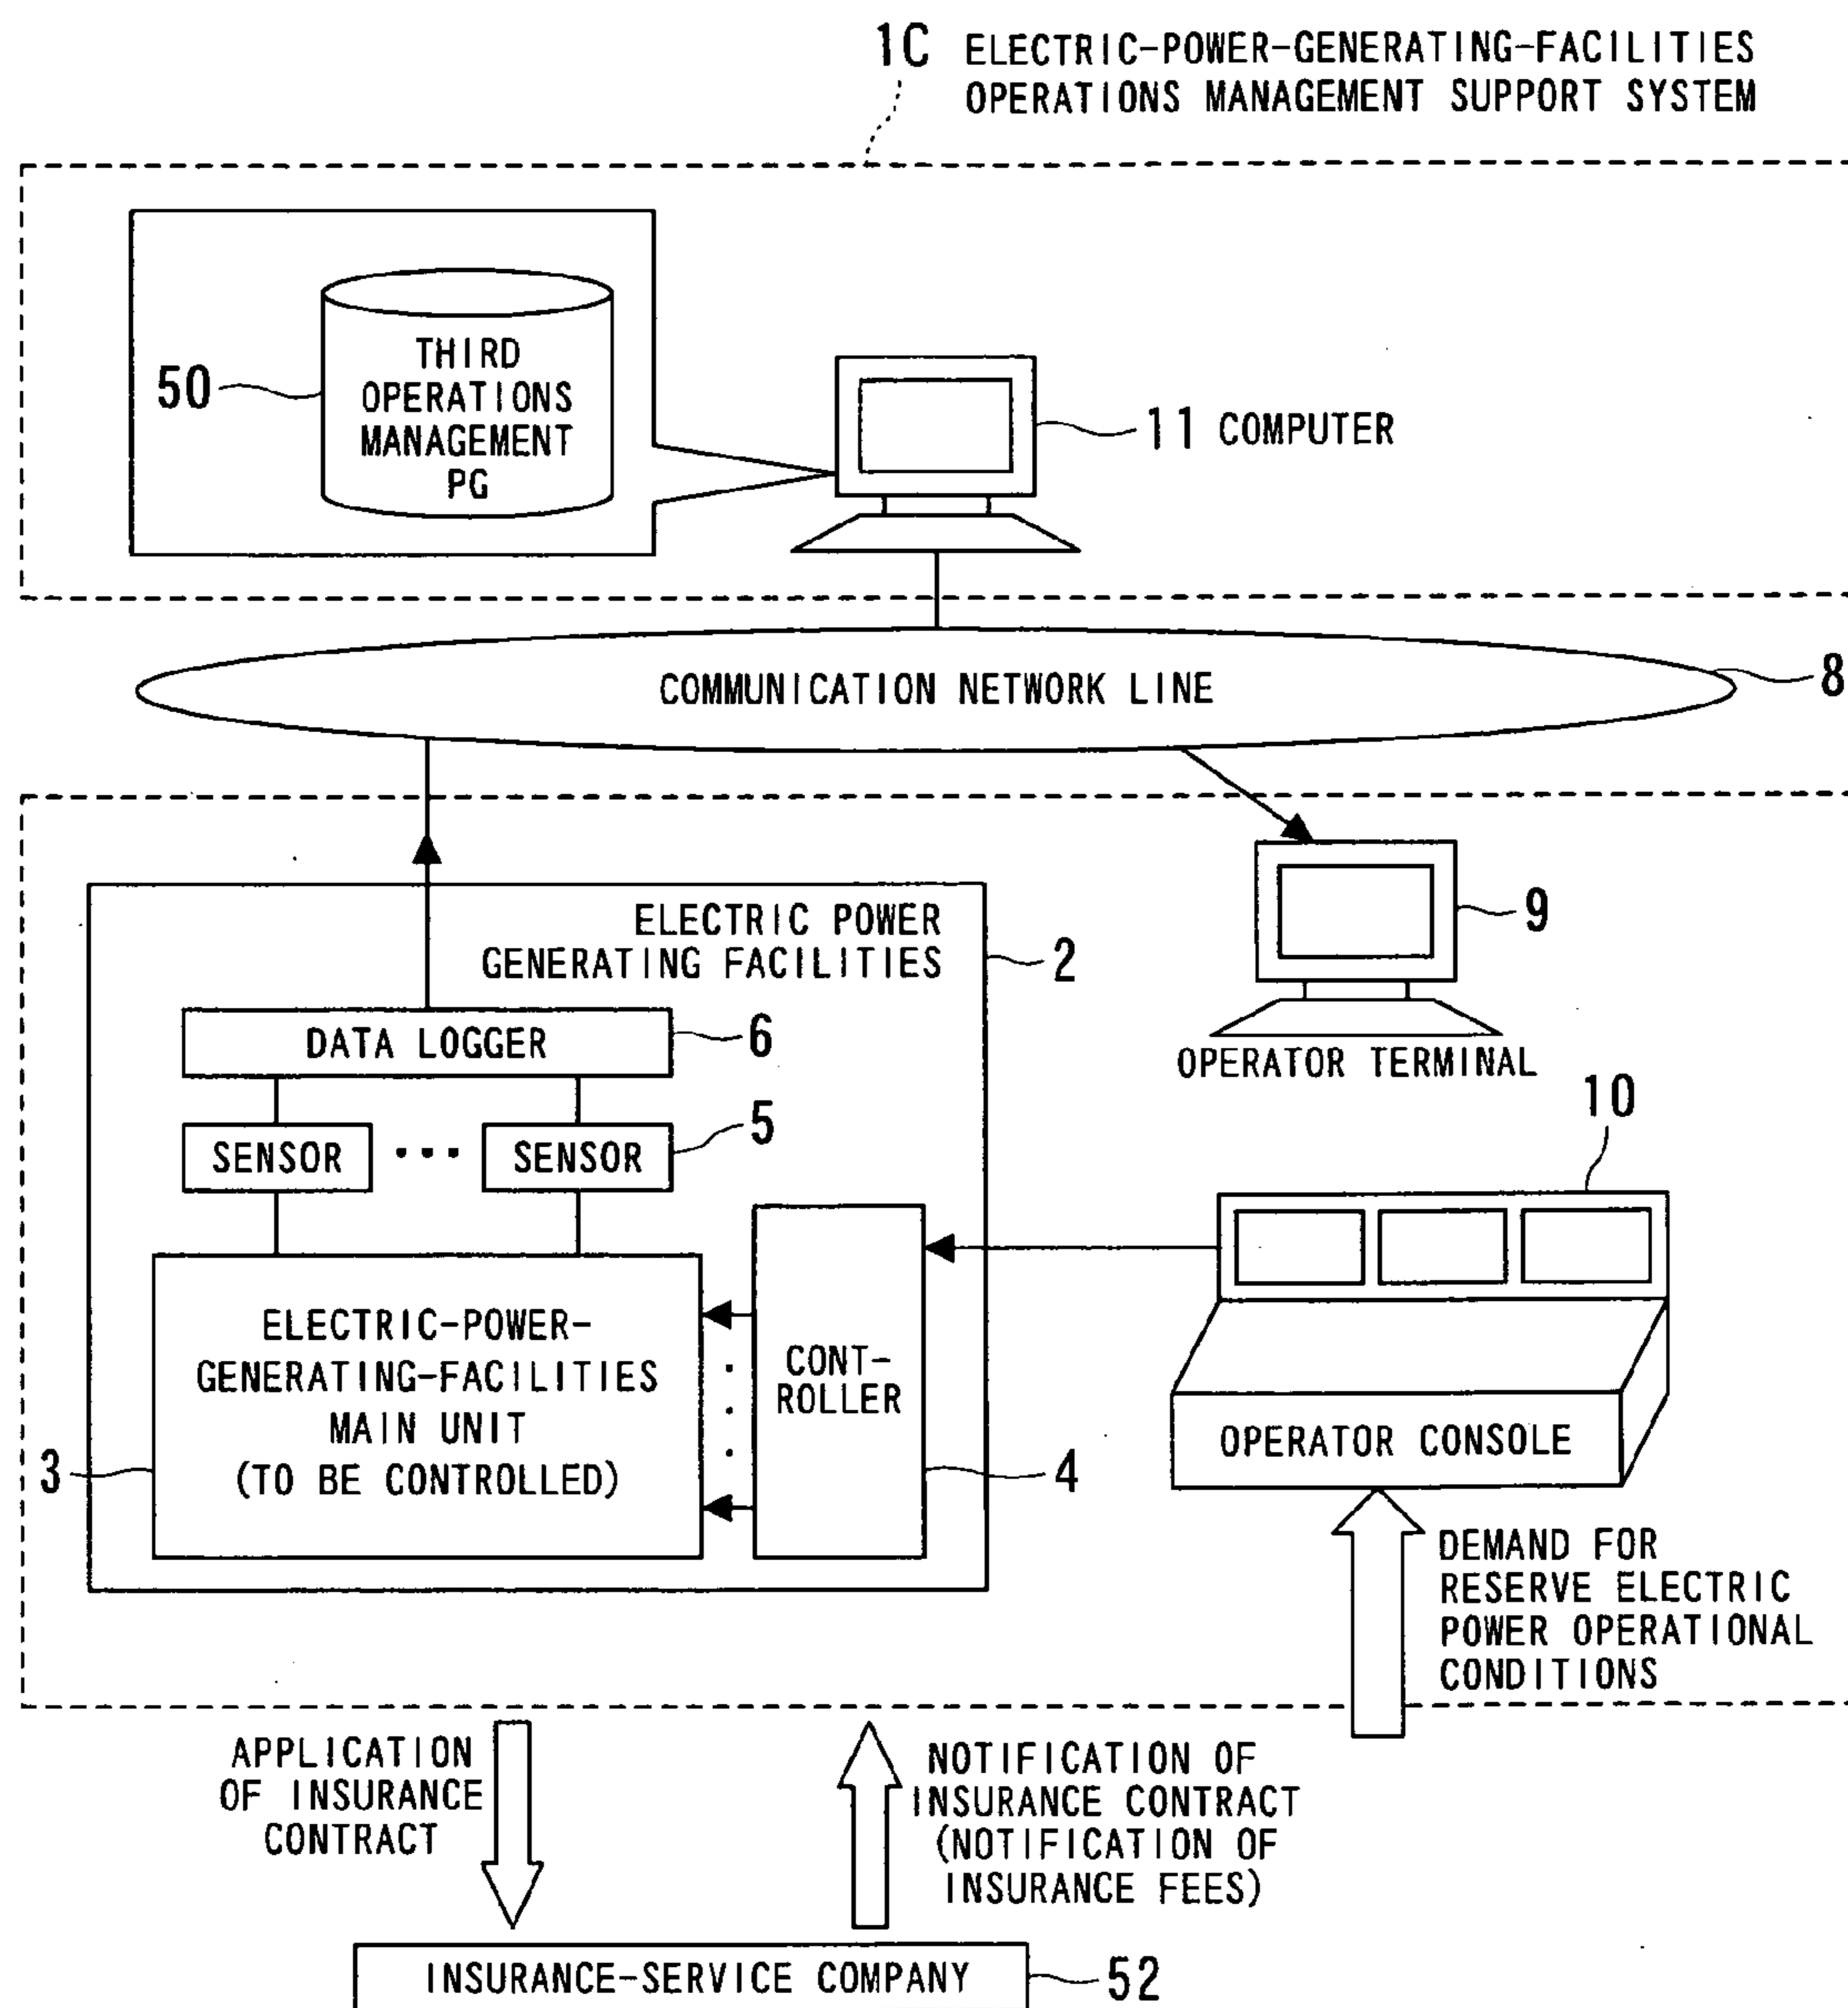 1C ELECTRIC-POWER-GENERATING-FACILITIES
OPERATIONS MANAGEMENT SUPPORT SYSTEM
50
THIRD
OPERATIONS
MANAGEMENT
PG
11 COMPUTER
COMMUNICATION NETWORK LINE
8
ELECTRIC POWER
GENERATING FACILITIES
2
9
DATA LOGGER
6
OPERATOR TERMINAL
SENSOR
...
SENSOR
5
10
ELECTRIC-POWER-
GENERATING-FACILITIES
MAIN UNIT
(TO BE CONTROLLED)
3
CONT-
ROLLER
4
OPERATOR CONSOLE
DEMAND FOR
RESERVE ELECTRIC
POWER OPERATIONAL
CONDITIONS
APPLICATION
OF INSURANCE
CONTRACT
NOTIFICATION OF
INSURANCE CONTRACT
(NOTIFICATION OF
INSURANCE FEES)
INSURANCE-SERVICE COMPANY
52